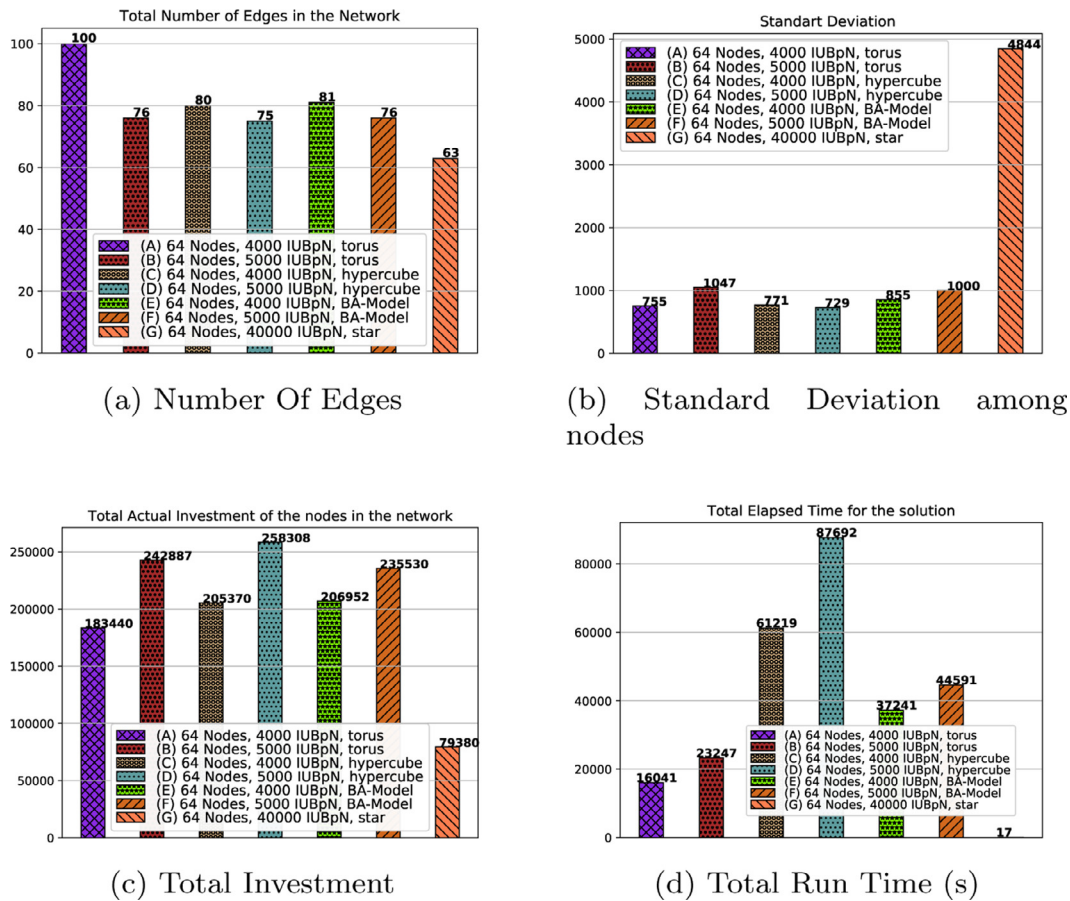 Total Number of Edges in the Network
100
80
60
40
20
0
100
76
80
75
81
76
63
(A) 64 Nodes, 4000 IUBpN, torus
(B) 64 Nodes, 5000 IUBpN, torus
(C) 64 Nodes, 4000 IUBpN, hypercube
(D) 64 Nodes, 5000 IUBpN, hypercube
(E) 64 Nodes, 4000 IUBpN, BA-Model
(F) 64 Nodes, 5000 IUBpN, BA-Model
(G) 64 Nodes, 40000 IUBpN, star
(a) Number Of Edges
Standart Deviation
5000
4000
3000
2000
1000
0
(A) 64 Nodes, 4000 IUBpN, torus
(B) 64 Nodes, 5000 IUBpN, torus
(C) 64 Nodes, 4000 IUBpN, hypercube
(D) 64 Nodes, 5000 IUBpN, hypercube
(E) 64 Nodes, 4000 IUBpN, BA-Model
(F) 64 Nodes, 5000 IUBpN, BA-Model
(G) 64 Nodes, 40000 IUBpN, star
755
1047
771
729
855
1000
4844
(b) Standard Deviation among
nodes
Total Actual Investment of the nodes in the network
250000
200000
150000
100000
50000
0
183440
242887
205370
258308
206952
235530
79380
(A) 64 Nodes, 4000 IUBpN, torus
(B) 64 Nodes, 5000 IUBpN, torus
(C) 64 Nodes, 4000 IUBpN, hypercube
(D) 64 Nodes, 5000 IUBpN, hypercube
(E) 64 Nodes, 4000 IUBpN, BA-Model
(F) 64 Nodes, 5000 IUBpN, BA-Model
(G) 64 Nodes, 40000 IUBpN, star
(c) Total Investment
Total Elapsed Time for the solution
80000
60000
40000
20000
0
16041
23247
61219
87692
37241
44591
17
(A) 64 Nodes, 4000 IUBpN, torus
(B) 64 Nodes, 5000 IUBpN, torus
(C) 64 Nodes, 4000 IUBpN, hypercube
(D) 64 Nodes, 5000 IUBpN, hypercube
(E) 64 Nodes, 4000 IUBpN, BA-Model
(F) 64 Nodes, 5000 IUBpN, BA-Model
(G) 64 Nodes, 40000 IUBpN, star
(d) Total Run Time (s)